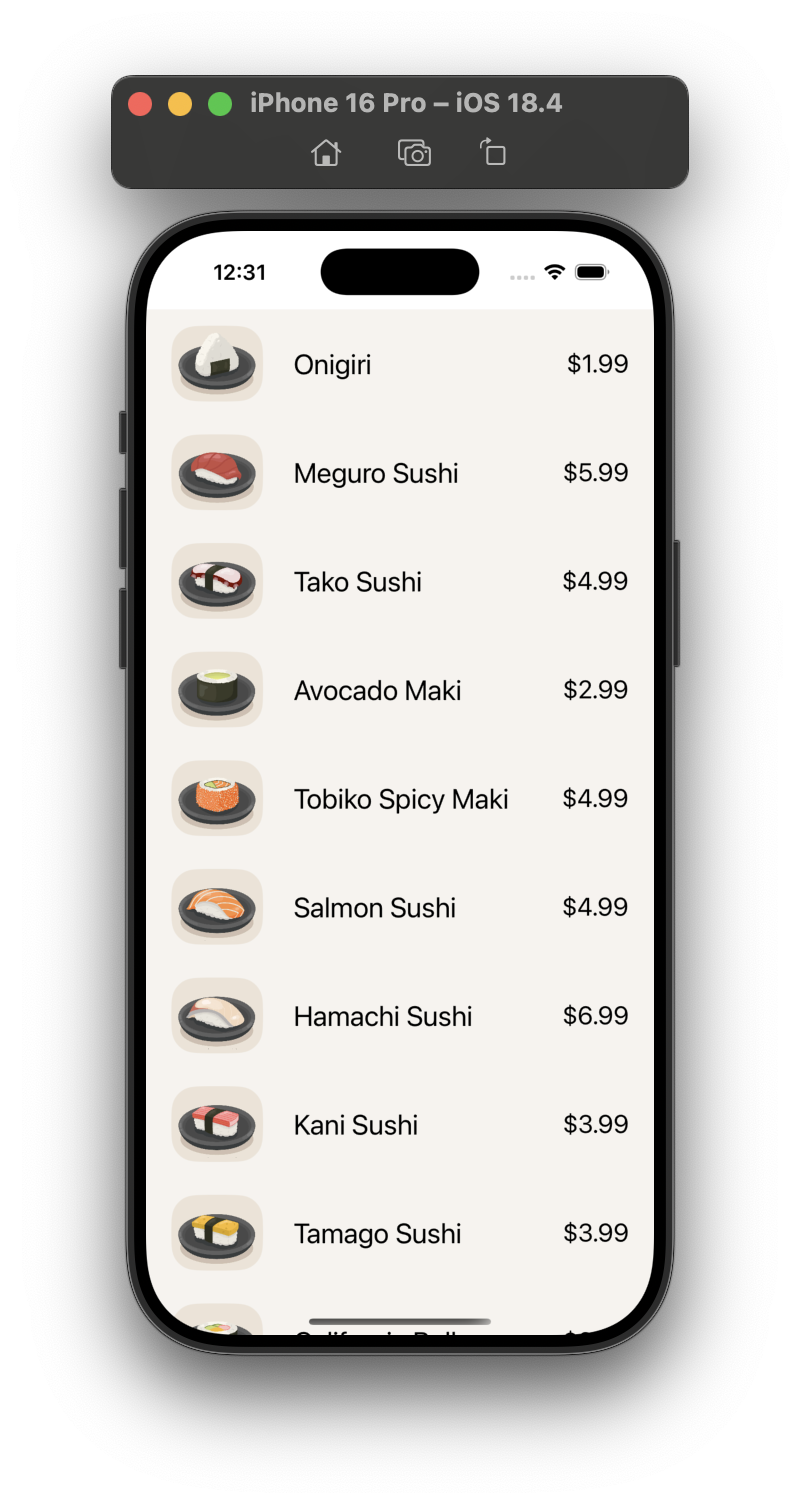 iPhone 16 Pro – iOS 18.4
12:31
Onigiri $1.99
Meguro Sushi $5.99
Tako Sushi $4.99
Avocado Maki $2.99
Tobiko Spicy Maki $4.99
Salmon Sushi $4.99
Hamachi Sushi $6.99
Kani Sushi $3.99
Tamago Sushi $3.99
California Roll